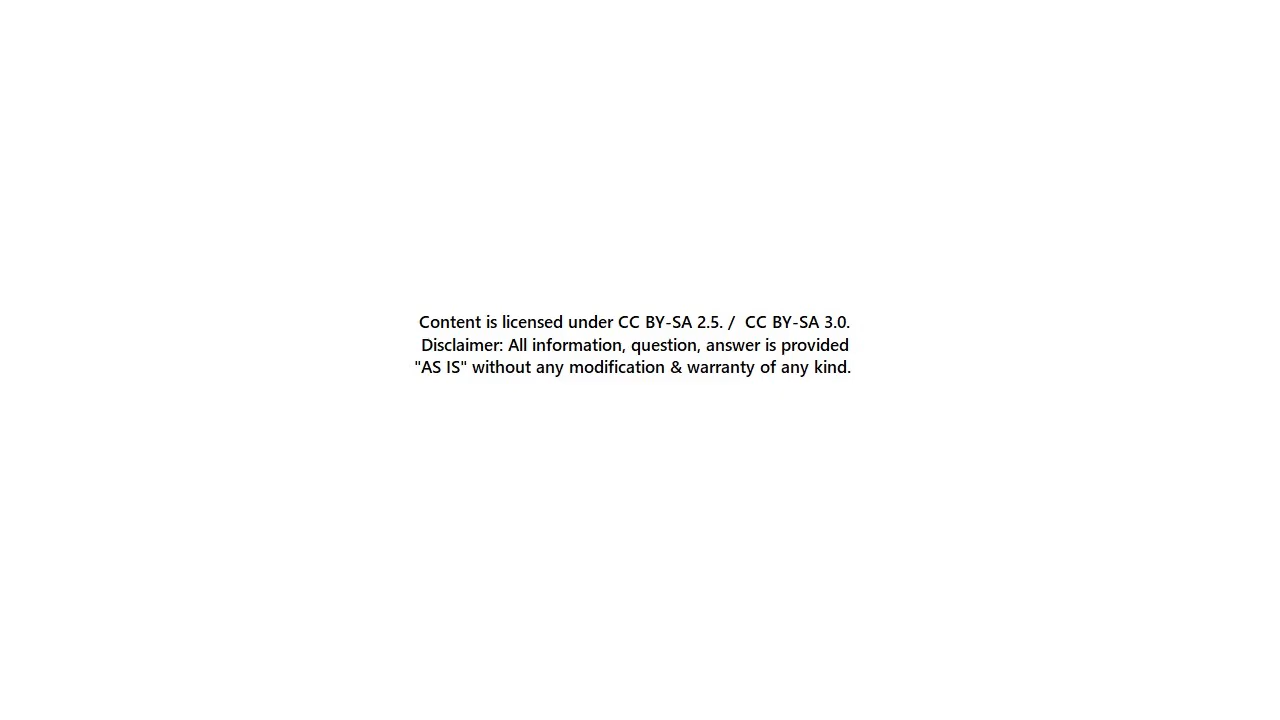 Content is licensed under CC BY-SA 2.5. /  CC BY-SA 3.0.
Disclaimer: All information, question, answer is provided
"AS IS" without any modification & warranty of any kind.